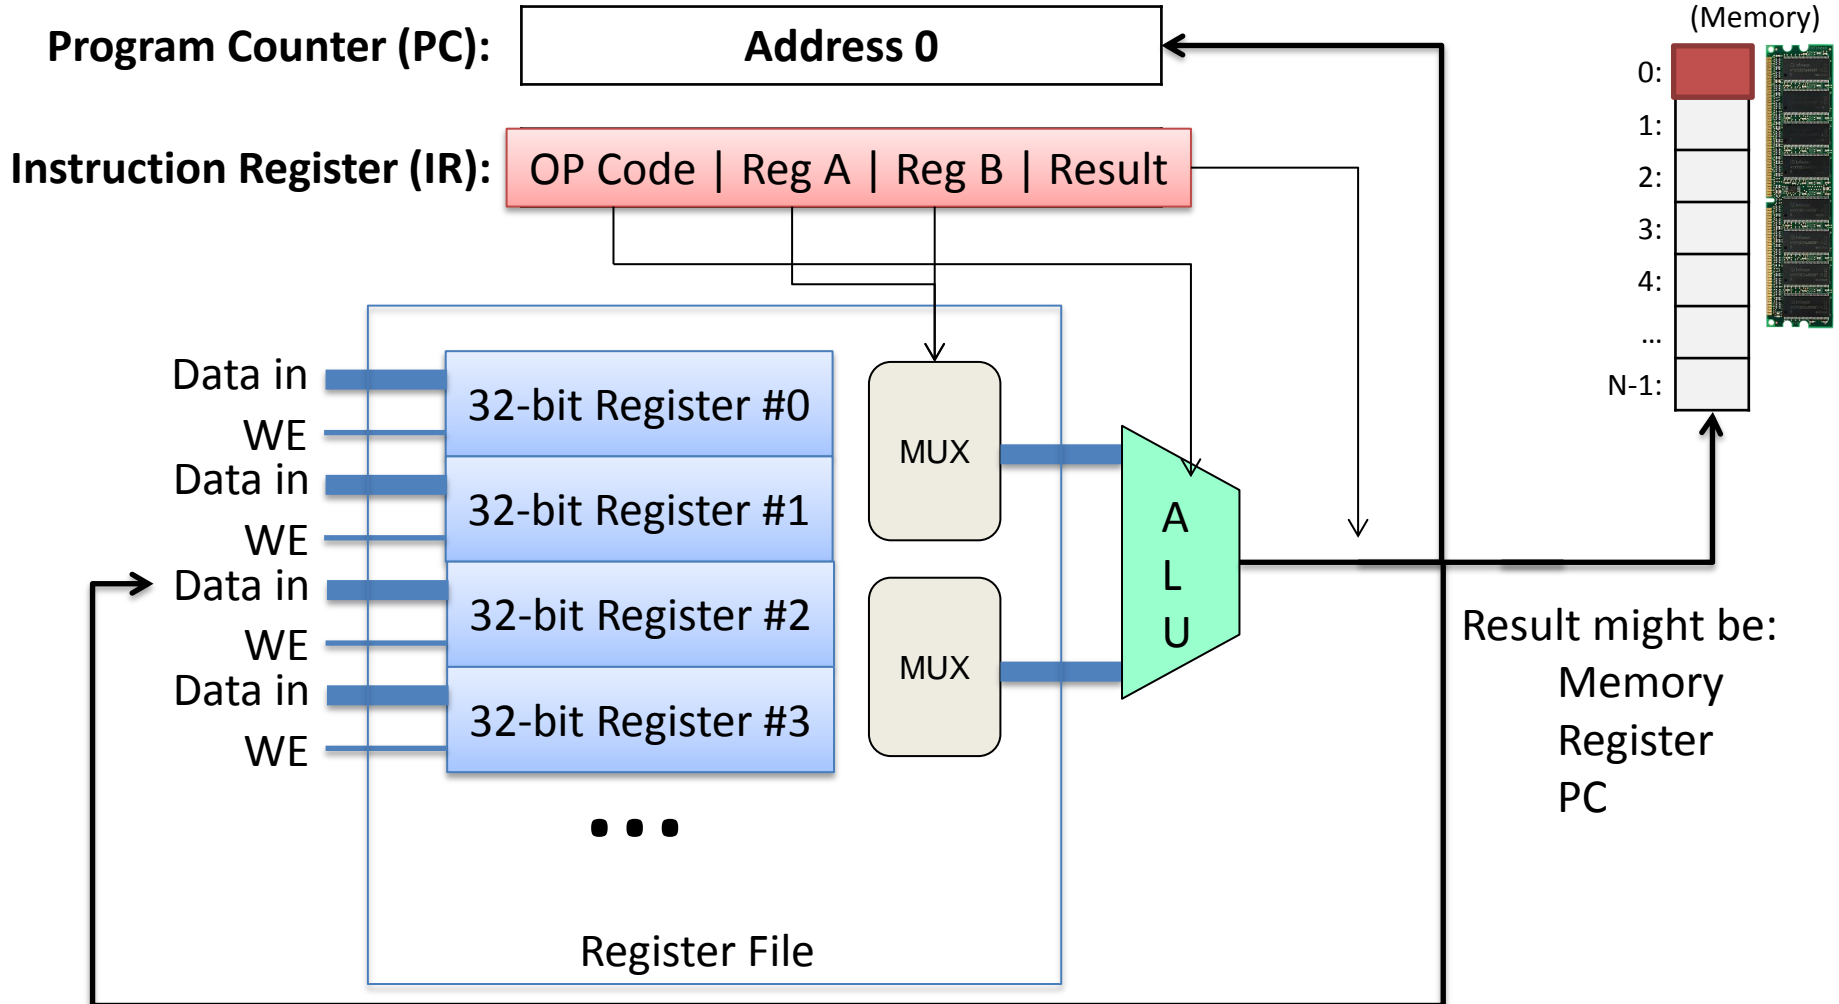 (Memory)
Program Counter (PC):
Address 0
0:
1:
2:
3:
4:
...
N-1:
Instruction Register (IR):
OP Code | Reg A | Reg B | Result
Data in
WE
32-bit Register #0
Data in
WE
32-bit Register #1
Data in
WE
32-bit Register #2
Data in
WE
32-bit Register #3
...
MUX
MUX
A
L
U
Register File
Result might be:
Memory
Register
PC